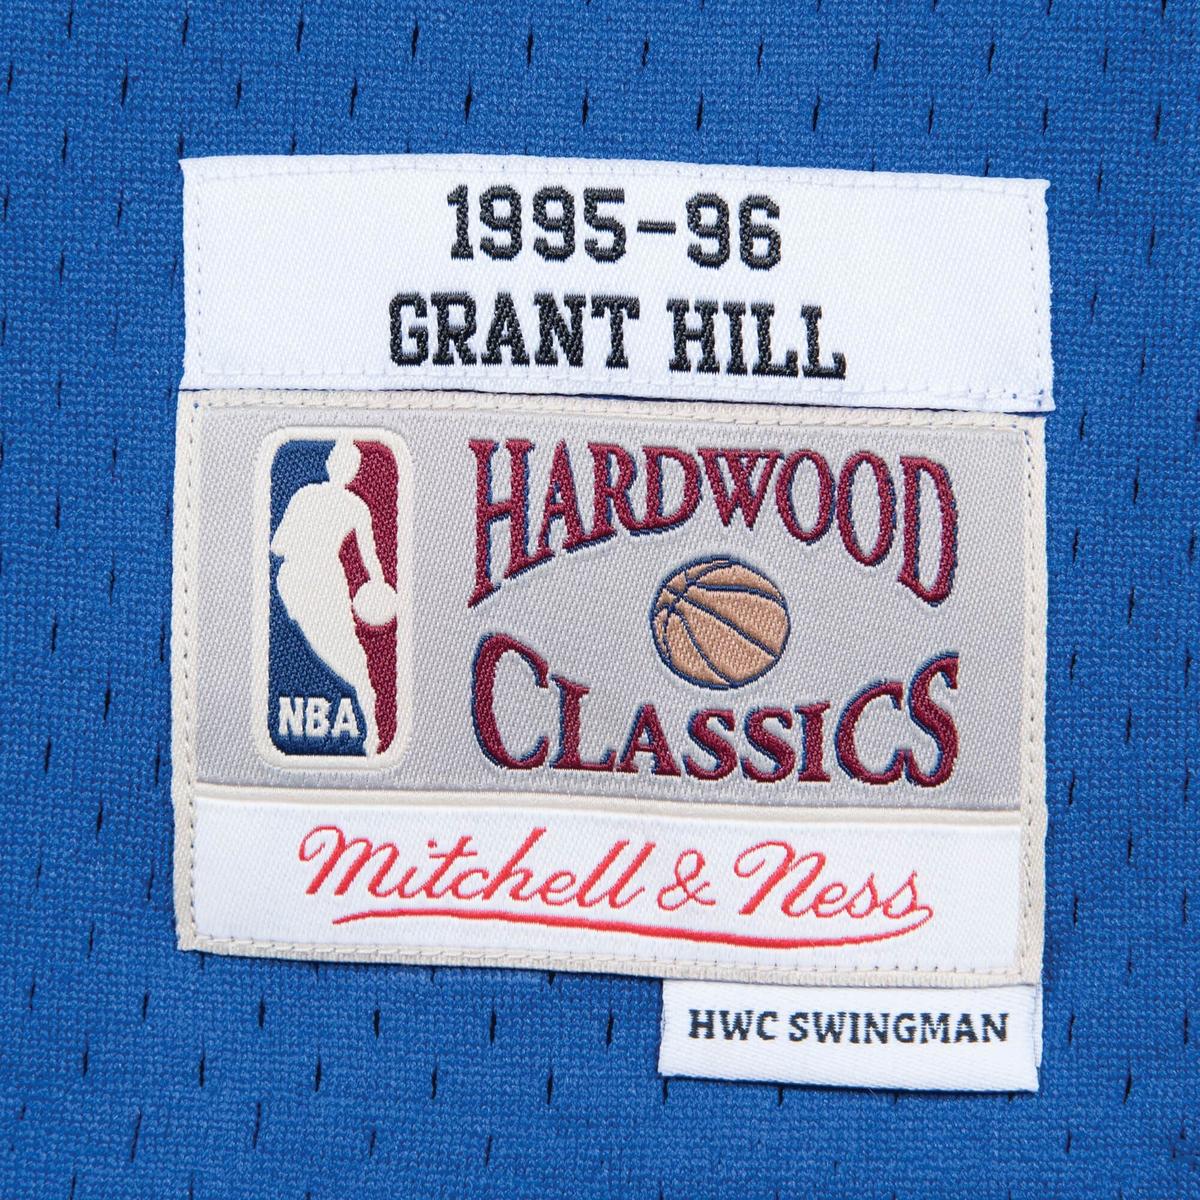 1995-96
GRANT HILL
HARDWOOD
CLASSICS
NBA
Mitchell & Ness
HWC SWINGMAN